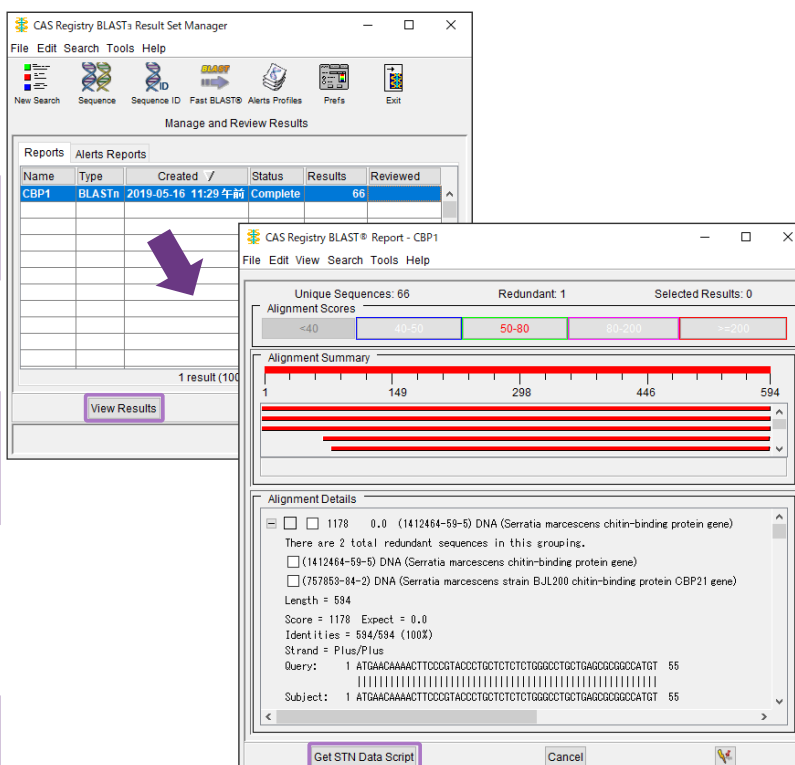 CAS Registry BLAST® Result Set Manager
File Edit Search Tools Help
BLAST
ID
New Search Sequence Sequence ID Fast BLAST® Alerts Profiles Prefs Exit
Manage and Review Results
Reports Alerts Reports
Name Type Created Status Results Reviewed
CBP1 BLASTn 2019-05-16 11:29 午前 Complete 66
1 result (100
View Results
CAS Registry BLAST® Report - CBP1
File Edit View Search Tools Help
Unique Sequences: 66 Redundant: 1 Selected Results: 0
Alignment Scores
<40 40-50 50-80 80-200 >=200
Alignment Summary
1 149 298 446 594
Alignment Details
1178 0.0 (1412464-59-5) DNA (Serratia marcescens chitin-binding protein gene)
There are 2 total redundant sequences in this grouping.
(1412464-59-5) DNA (Serratia marcescens chitin-binding protein gene)
(757853-84-2) DNA (Serratia marcescens strain BJL200 chitin-binding protein CBP21 gene)
Length = 594
Score = 1178 Expect = 0.0
Identities = 594/594 (100%)
Strand = Plus/Plus
Query: 1 ATGAACAAAACTTCCCGTACCCTGCTCTCTCTGGGCCTGCTGAGCGCGGCCATGT 55
|||||||||||||||||||||||||||||||||||||||||||||||||||||||
Subject: 1 ATGAACAAAACTTCCCGTACCCTGCTCTCTCTGGGCCTGCTGAGCGCGGCCATGT 55
Get STN Data Script Cancel